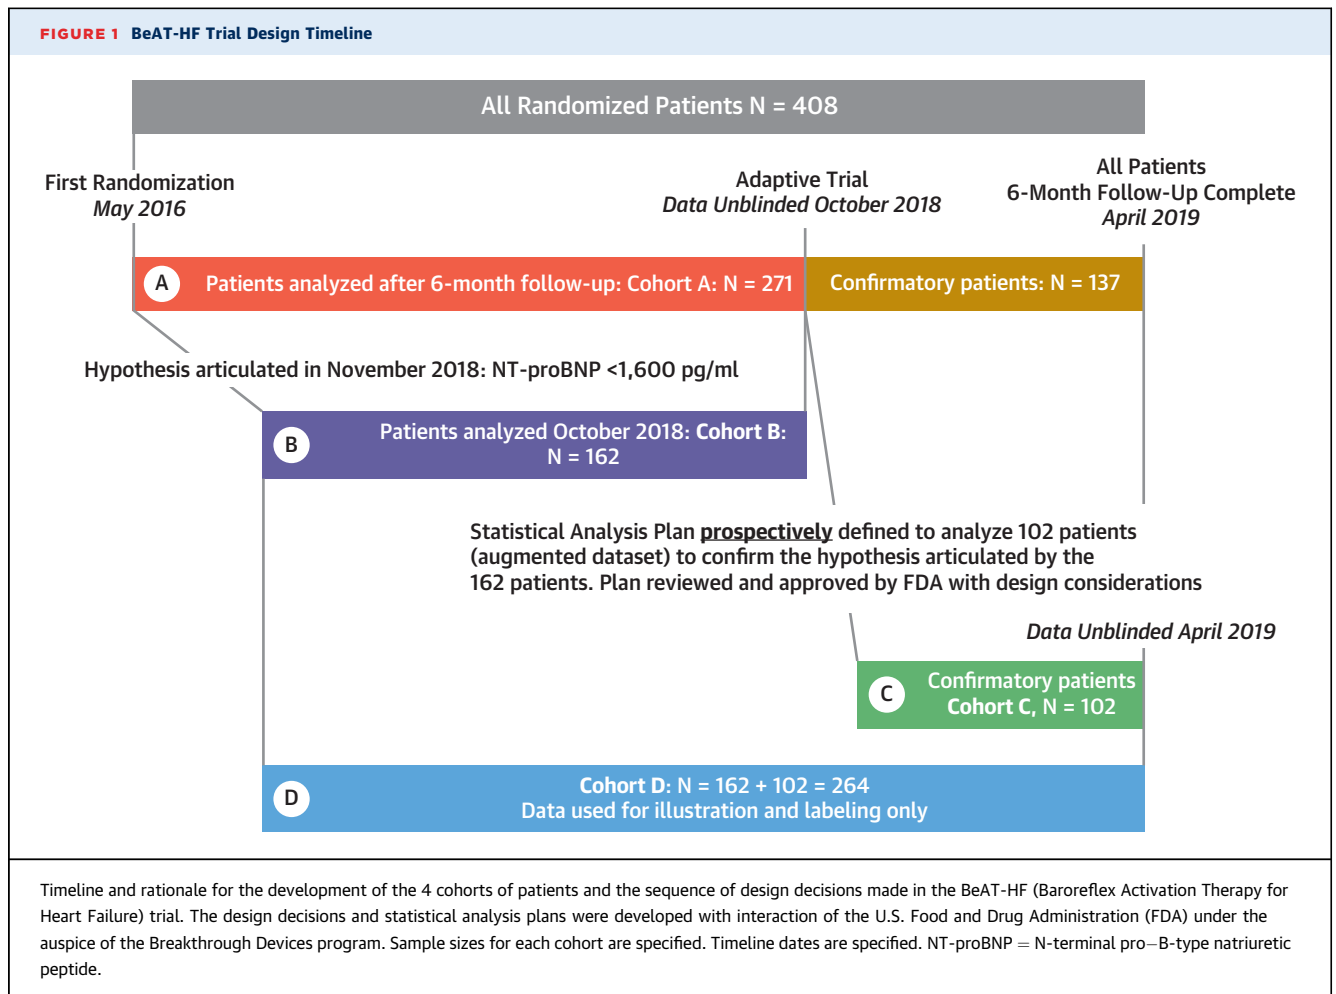 FIGURE 1 BeAT-HF Trial Design Timeline
All Randomized Patients N = 408
First Randomization
May 2016
Adaptive Trial
Data Unblinded October 2018
All Patients
6-Month Follow-Up Complete
April 2019
A Patients analyzed after 6-month follow-up: Cohort A: N = 271
Confirmatory patients: N = 137
Hypothesis articulated in November 2018: NT-proBNP <1,600 pg/ml
B
Patients analyzed October 2018: Cohort B:
N = 162
Statistical Analysis Plan prospectively defined to analyze 102 patients
(augmented dataset) to confirm the hypothesis articulated by the
162 patients. Plan reviewed and approved by FDA with design considerations
Data Unblinded April 2019
C
Confirmatory patients
Cohort C, N = 102
D
Cohort D: N = 162 + 102 = 264
Data used for illustration and labeling only
Timeline and rationale for the development of the 4 cohorts of patients and the sequence of design decisions made in the BeAT-HF (Baroreflex Activation Therapy for
Heart Failure) trial. The design decisions and statistical analysis plans were developed with interaction of the U.S. Food and Drug Administration (FDA) under the
auspice of the Breakthrough Devices program. Sample sizes for each cohort are specified. Timeline dates are specified. NT-proBNP = N-terminal pro–B-type natriuretic
peptide.